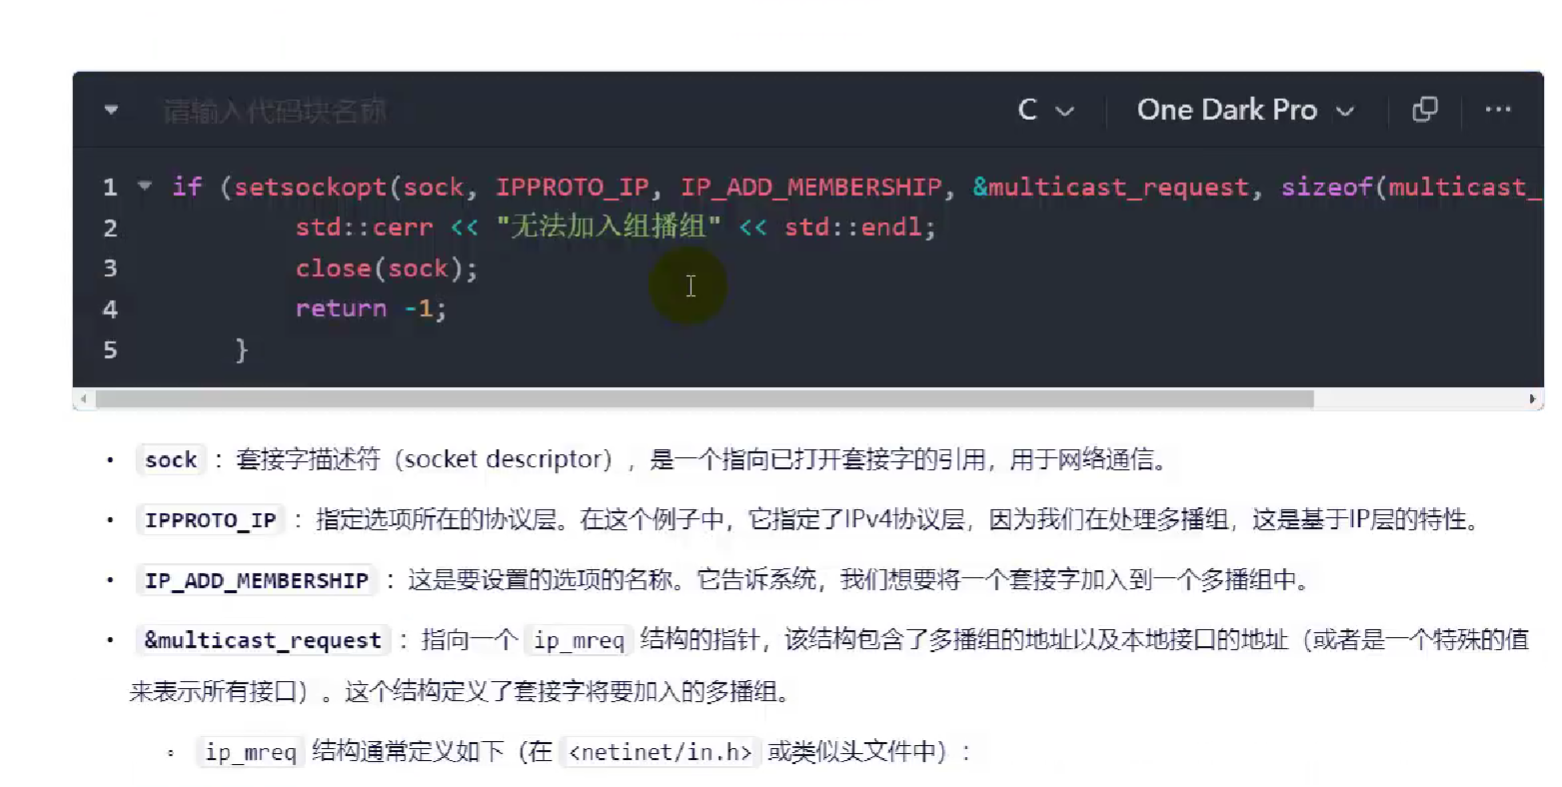 请输入代码块名称 C One Dark Pro ...
1 if (setsockopt(sock, IPPROTO_IP, IP_ADD_MEMBERSHIP, &multicast_request, sizeof(multicast_
2 std::cerr << "无法加入组播组" << std::endl;
3 close(sock);
4 return -1;
5 }
• sock ：套接字描述符（socket descriptor），是一个指向已打开套接字的引用，用于网络通信。
• IPPROTO_IP ：指定选项所在的协议层。在这个例子中，它指定了IPv4协议层，因为我们在处理多播组，这是基于IP层的特性。
• IP_ADD_MEMBERSHIP ：这是要设置的选项的名称。它告诉系统，我们想要将一个套接字加入到一个多播组中。
• &multicast_request ：指向一个 ip_mreq 结构的指针，该结构包含了多播组的地址以及本地接口的地址（或者是一个特殊的值
来表示所有接口）。这个结构定义了套接字将要加入的多播组。
◦ ip_mreq 结构通常定义如下（在 <netinet/in.h> 或类似头文件中）：